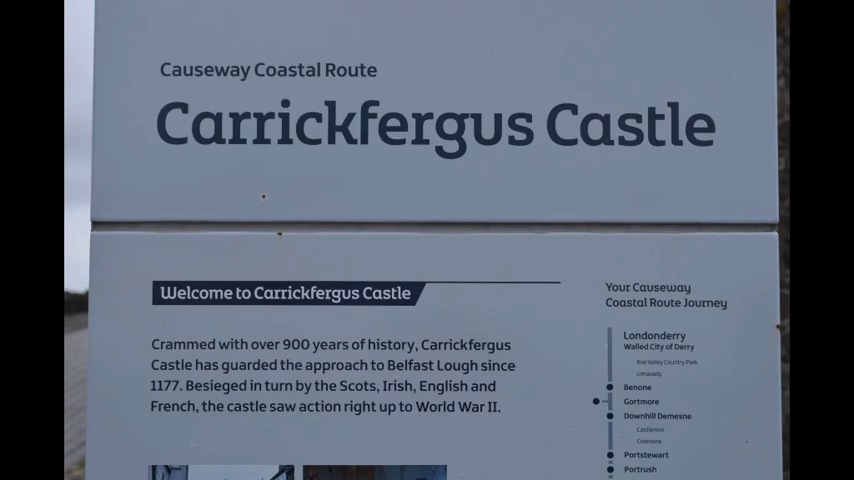 Causeway Coastal Route
Carrickfergus Castle
Welcome to Carrickfergus Castle
Crammed with over 900 years of history, Carrickfergus
Castle has guarded the approach to Belfast Lough since
1177. Besieged in turn by the Scots, Irish, English and
French, the castle saw action right up to World War II.
Your Causeway
Coastal Route Journey
Londonderry
Walled City of Derry
Roe Valley Country Park
Limavady
Benone
Gortmore
Downhill Demesne
Castlerock
Coleraine
Portstewart
Portrush